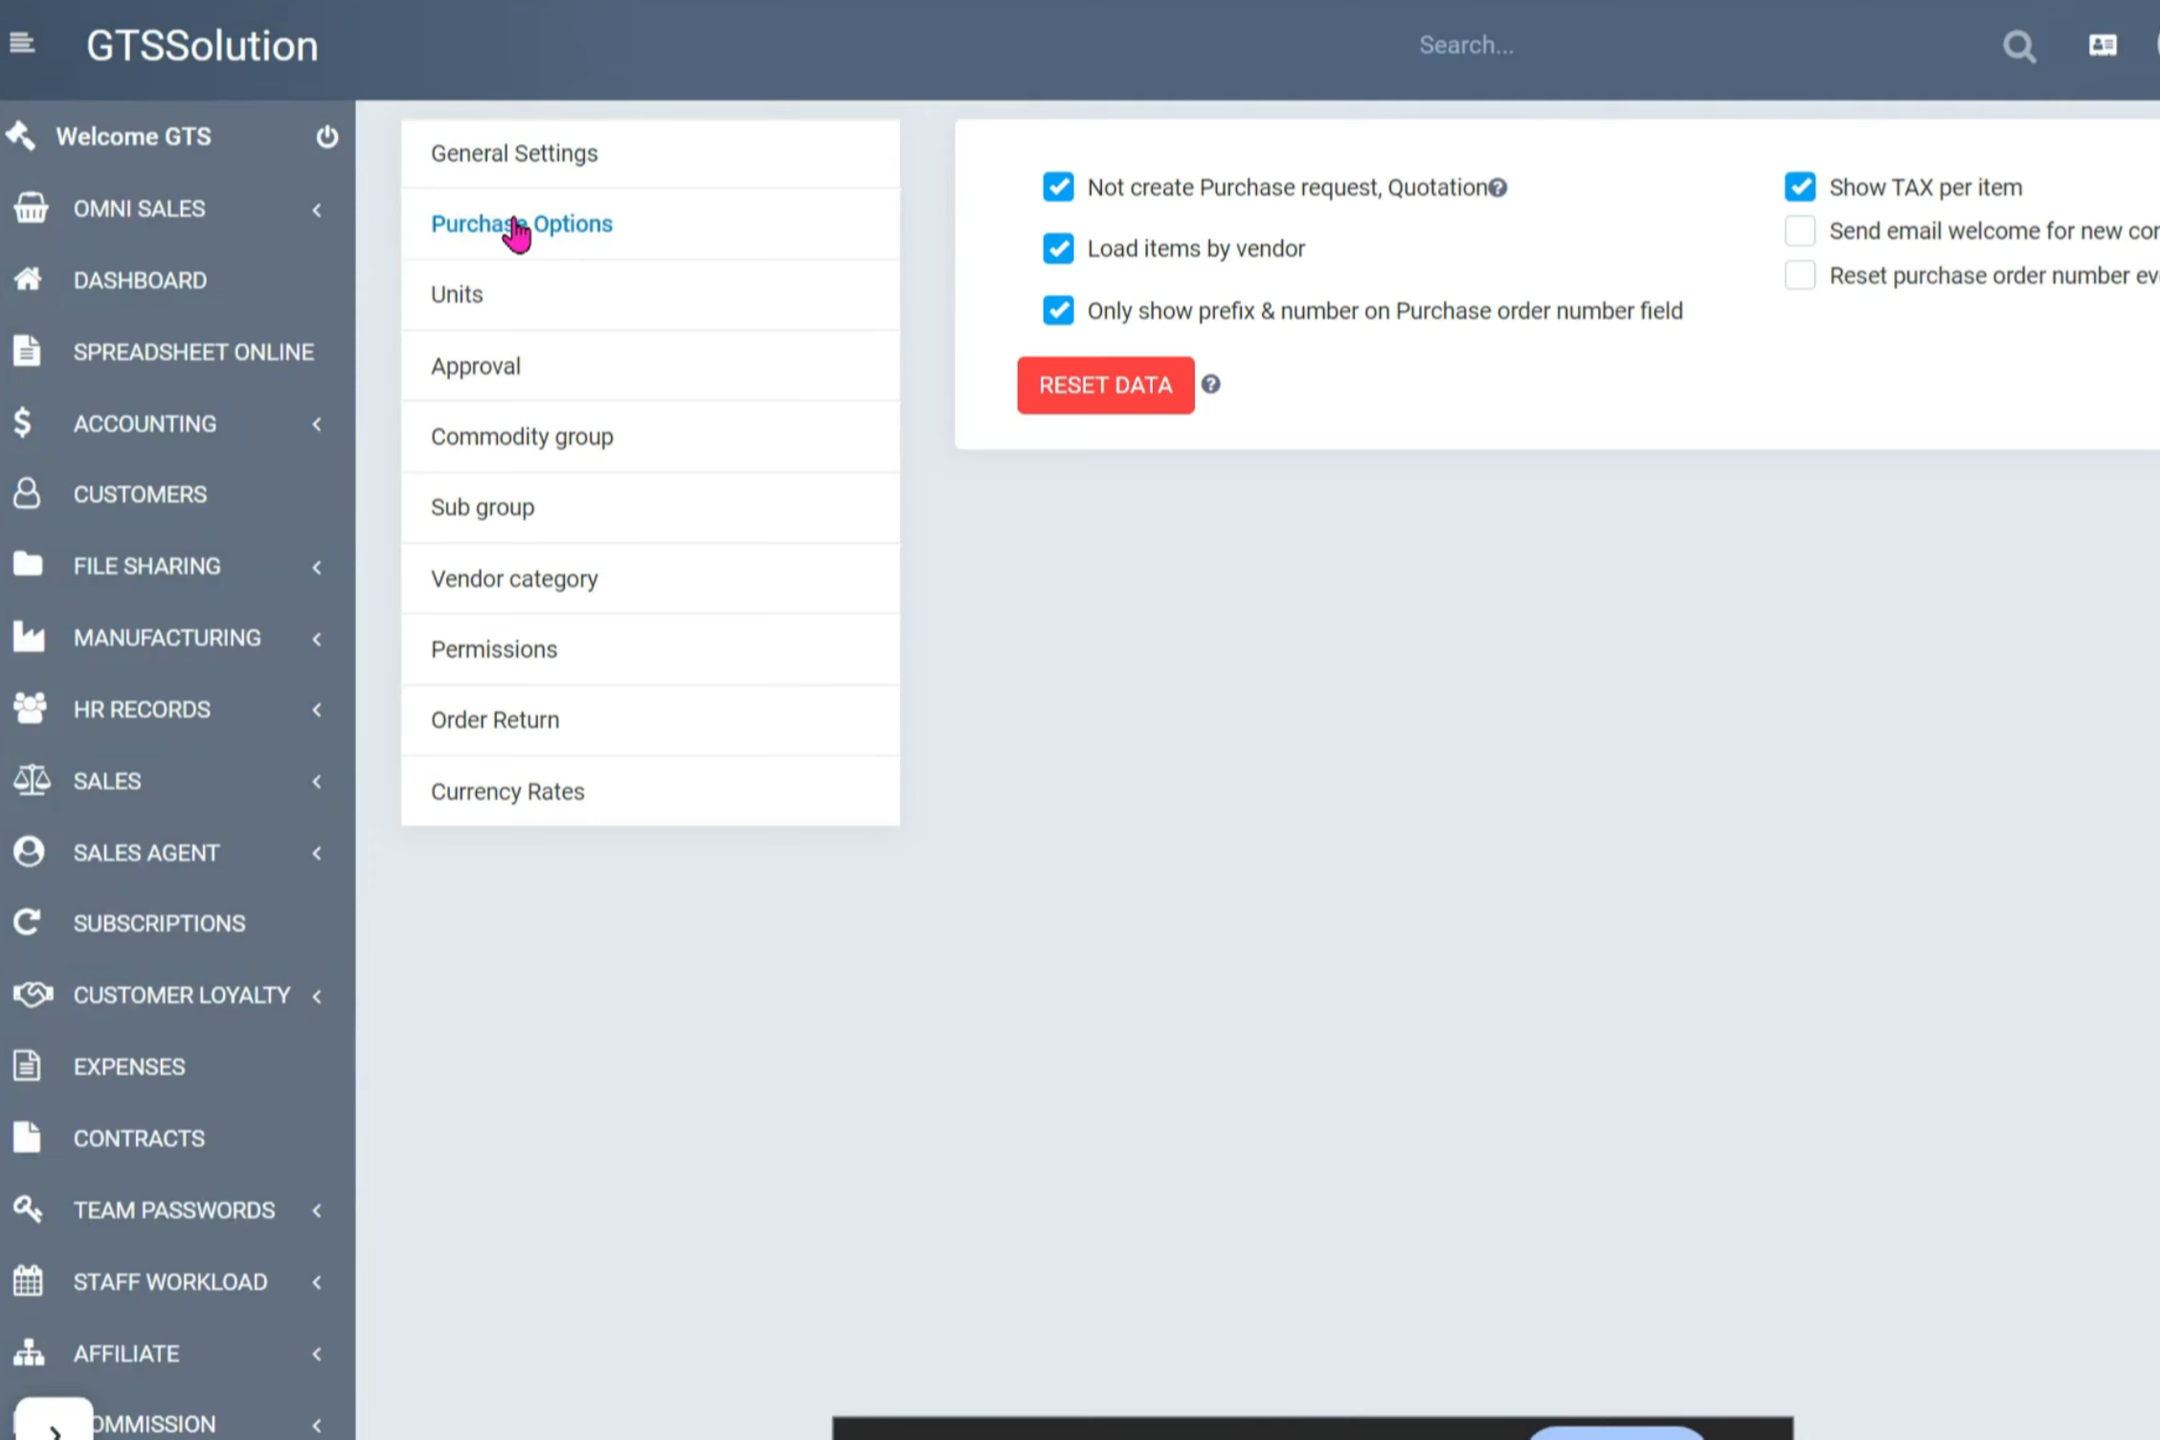 GTSSolution
Search...
Welcome GTS
OMNI SALES
DASHBOARD
SPREADSHEET ONLINE
ACCOUNTING
CUSTOMERS
FILE SHARING
MANUFACTURING
HR RECORDS
SALES
SALES AGENT
SUBSCRIPTIONS
CUSTOMER LOYALTY
EXPENSES
CONTRACTS
TEAM PASSWORDS
STAFF WORKLOAD
AFFILIATE
OMMISSION
General Settings
Purchase Options
Units
Approval
Commodity group
Sub group
Vendor category
Permissions
Order Return
Currency Rates
Not create Purchase request, Quotation
Load items by vendor
Only show prefix & number on Purchase order number field
RESET DATA
Show TAX per item
Send email welcome for new
Reset purchase order number